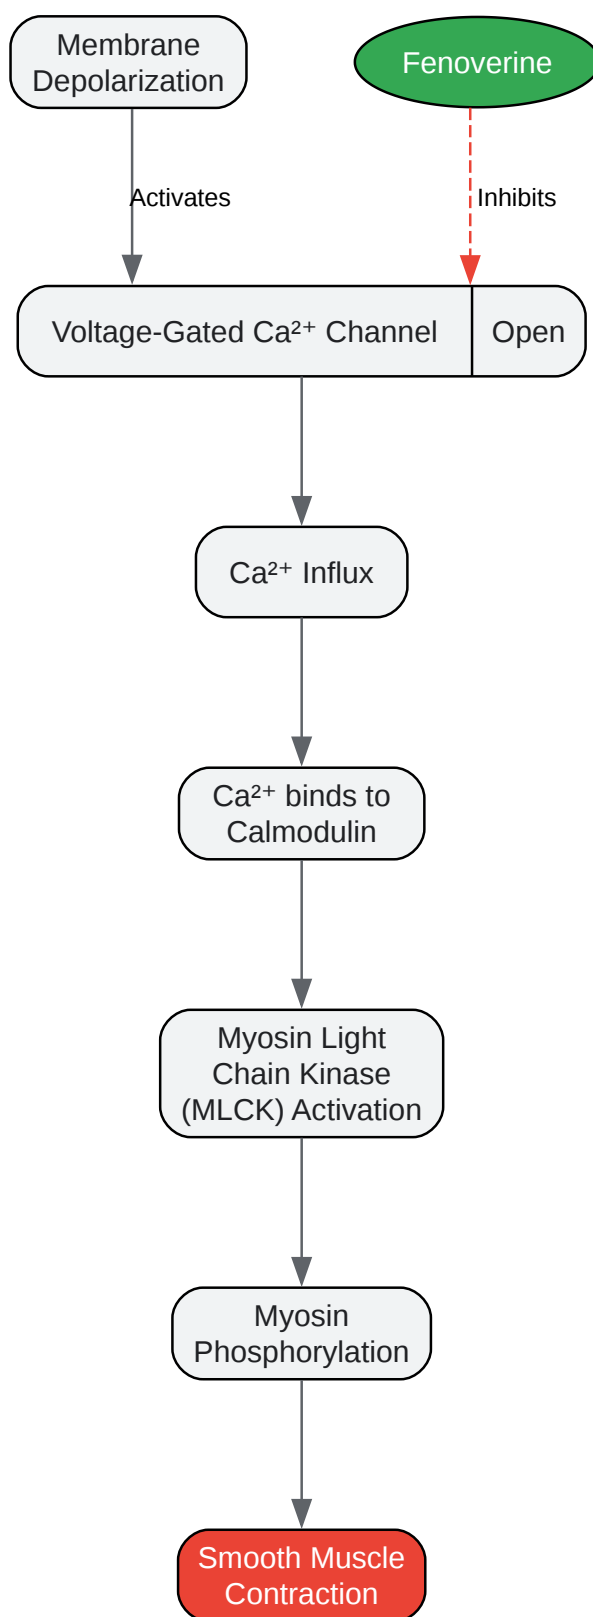 Membrane
Depolarization
Fenoverine
Activates
Inhibits
Voltage-Gated Ca²⁺ Channel
Open
Ca²⁺ Influx
Ca²⁺ binds to
Calmodulin
Myosin Light
Chain Kinase
(MLCK) Activation
Myosin
Phosphorylation
Smooth Muscle
Contraction